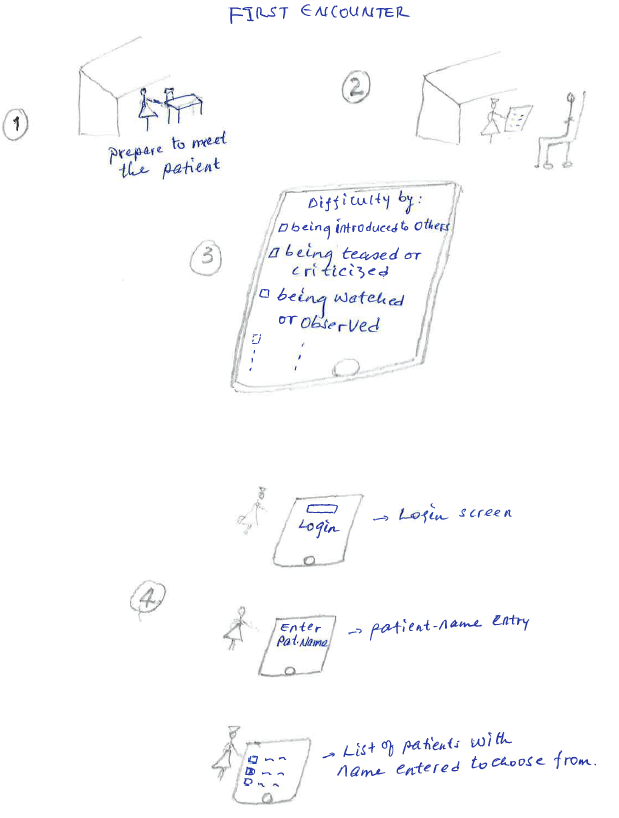 FIRST ENCOUNTER
1
prepare to meet
the patient
2
3
Difficulty by:
being introduced to others
being teased or
criticized
being watched
or observed
4
Login
→ Login screen
Enter
Pat.Name
→ patient-name entry
→ List of patients with
name entered to choose from.